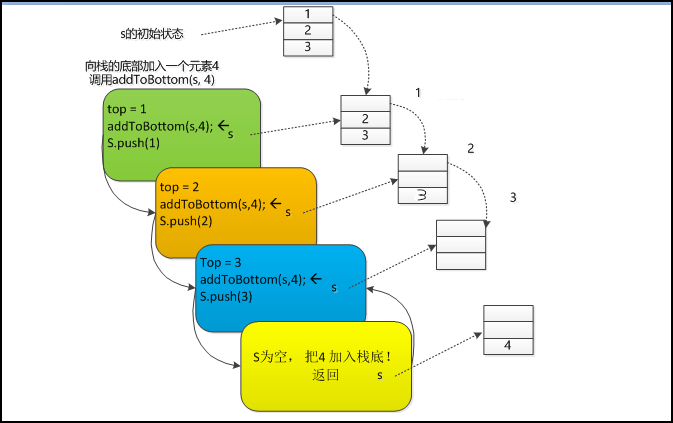 s的初始状态
1
2
3
向栈的底部加入一个元素4
调用addToBottom(s, 4)
1
2
3
top = 1
addToBottom(s,4); ←s
S.push(1)
2
3
top = 2
addToBottom(s,4); ←s
S.push(2)
3
3
Top = 3
addToBottom(s,4); ←
s
S.push(3)
4
S为空， 把4 加入栈底！
返回 s